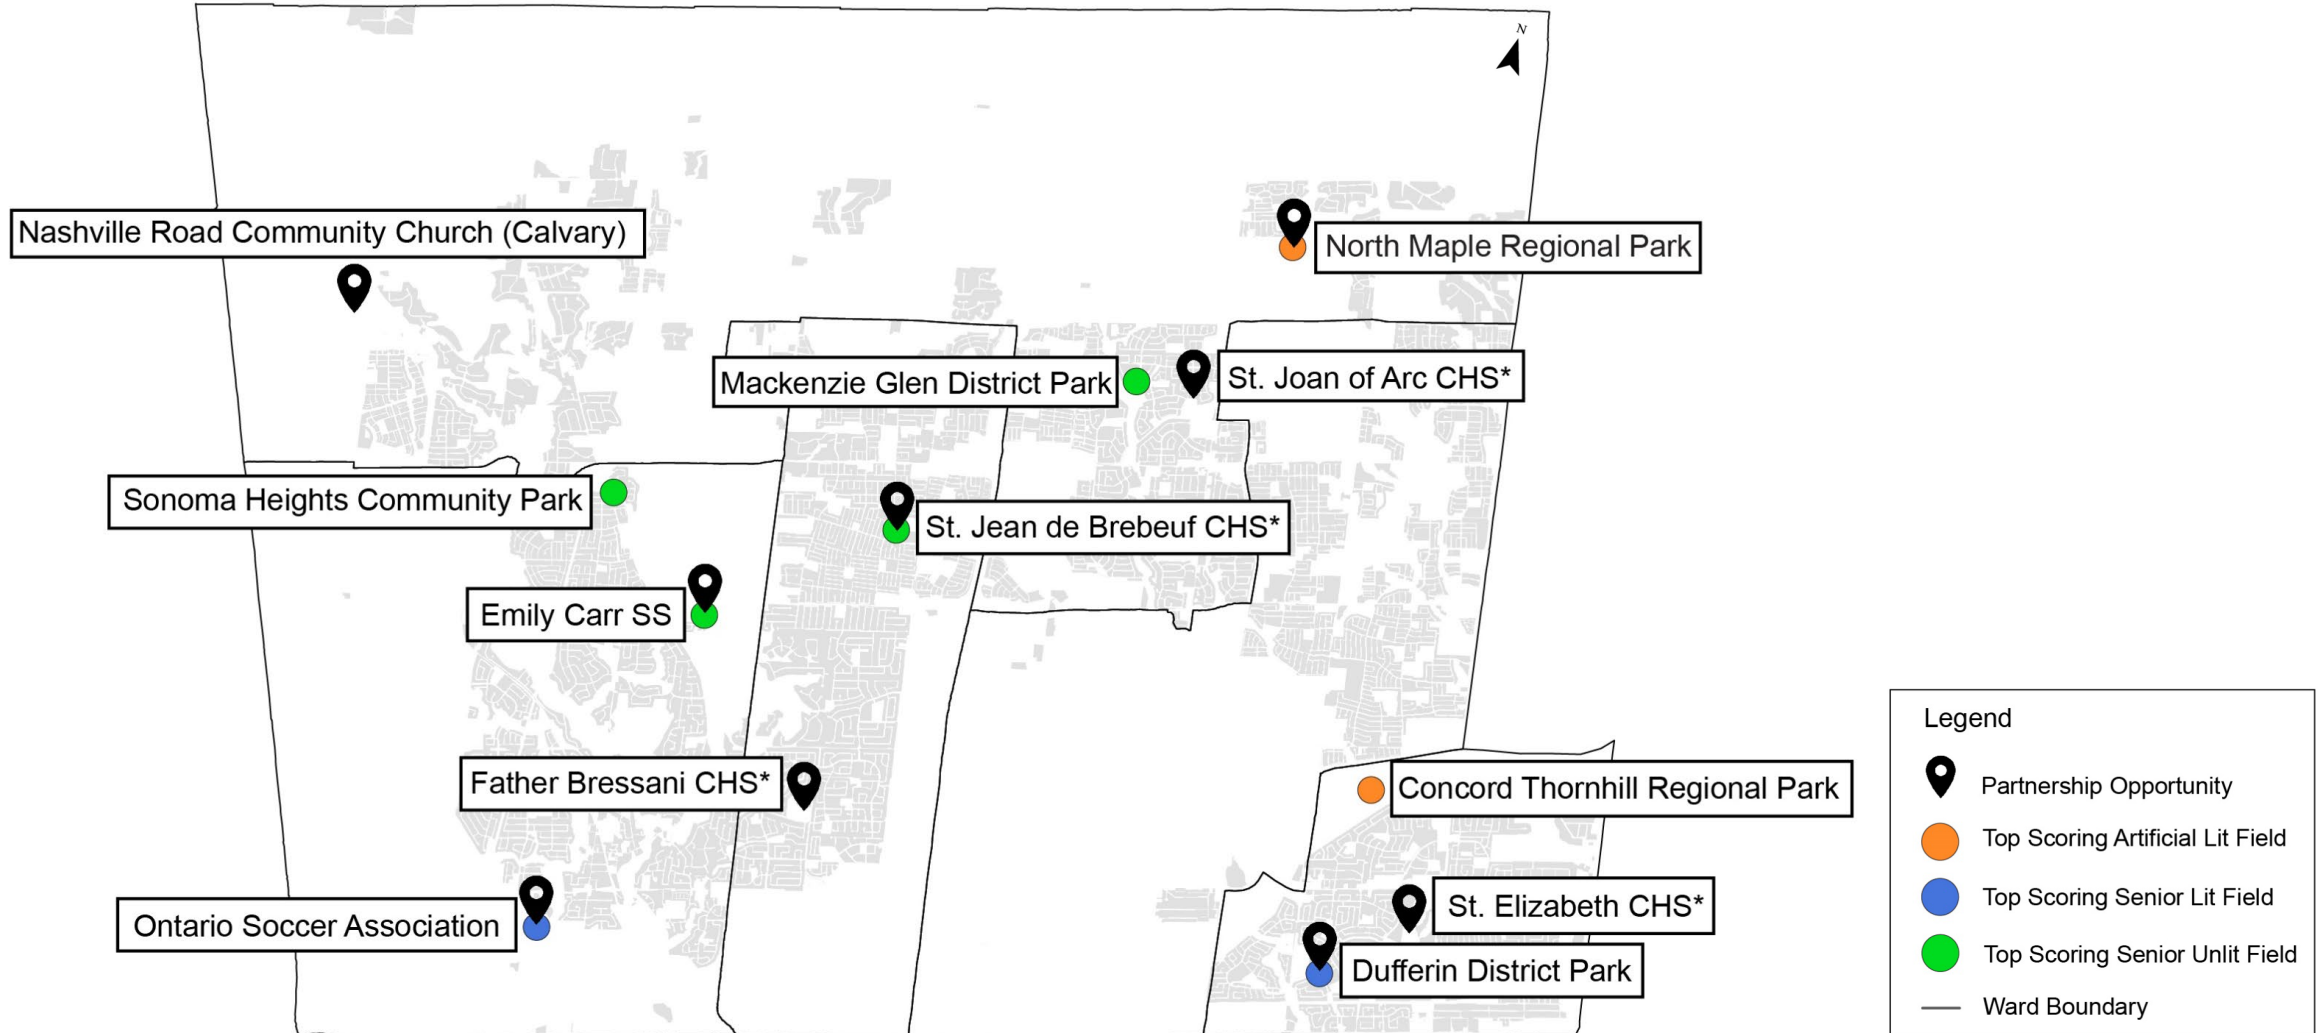 N
Nashville Road Community Church (Calvary)
North Maple Regional Park
Mackenzie Glen District Park
St. Joan of Arc CHS*
Sonoma Heights Community Park
St. Jean de Brebeuf CHS*
Emily Carr SS
Father Bressani CHS*
Concord Thornhill Regional Park
Ontario Soccer Association
St. Elizabeth CHS*
Dufferin District Park
Legend
Partnership Opportunity
Top Scoring Artificial Lit Field
Top Scoring Senior Lit Field
Top Scoring Senior Unlit Field
Ward Boundary